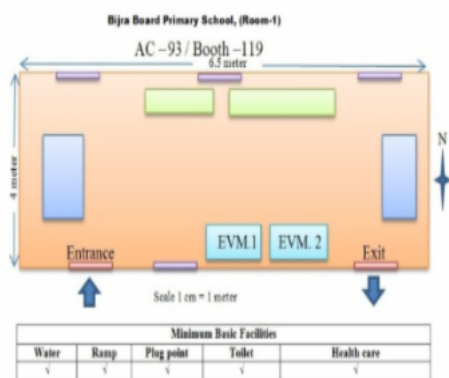 Bijra Board Primary School, (Room-1)
AC –93 / Booth –119
6.5 meter
4 meter
N
EVM.1
EVM. 2
Entrance
Exit
Scale 1 cm = 1 meter
Minimum Basic Facilities
Water Ramp Plug point Toilet Health care
√ √ √ √ √